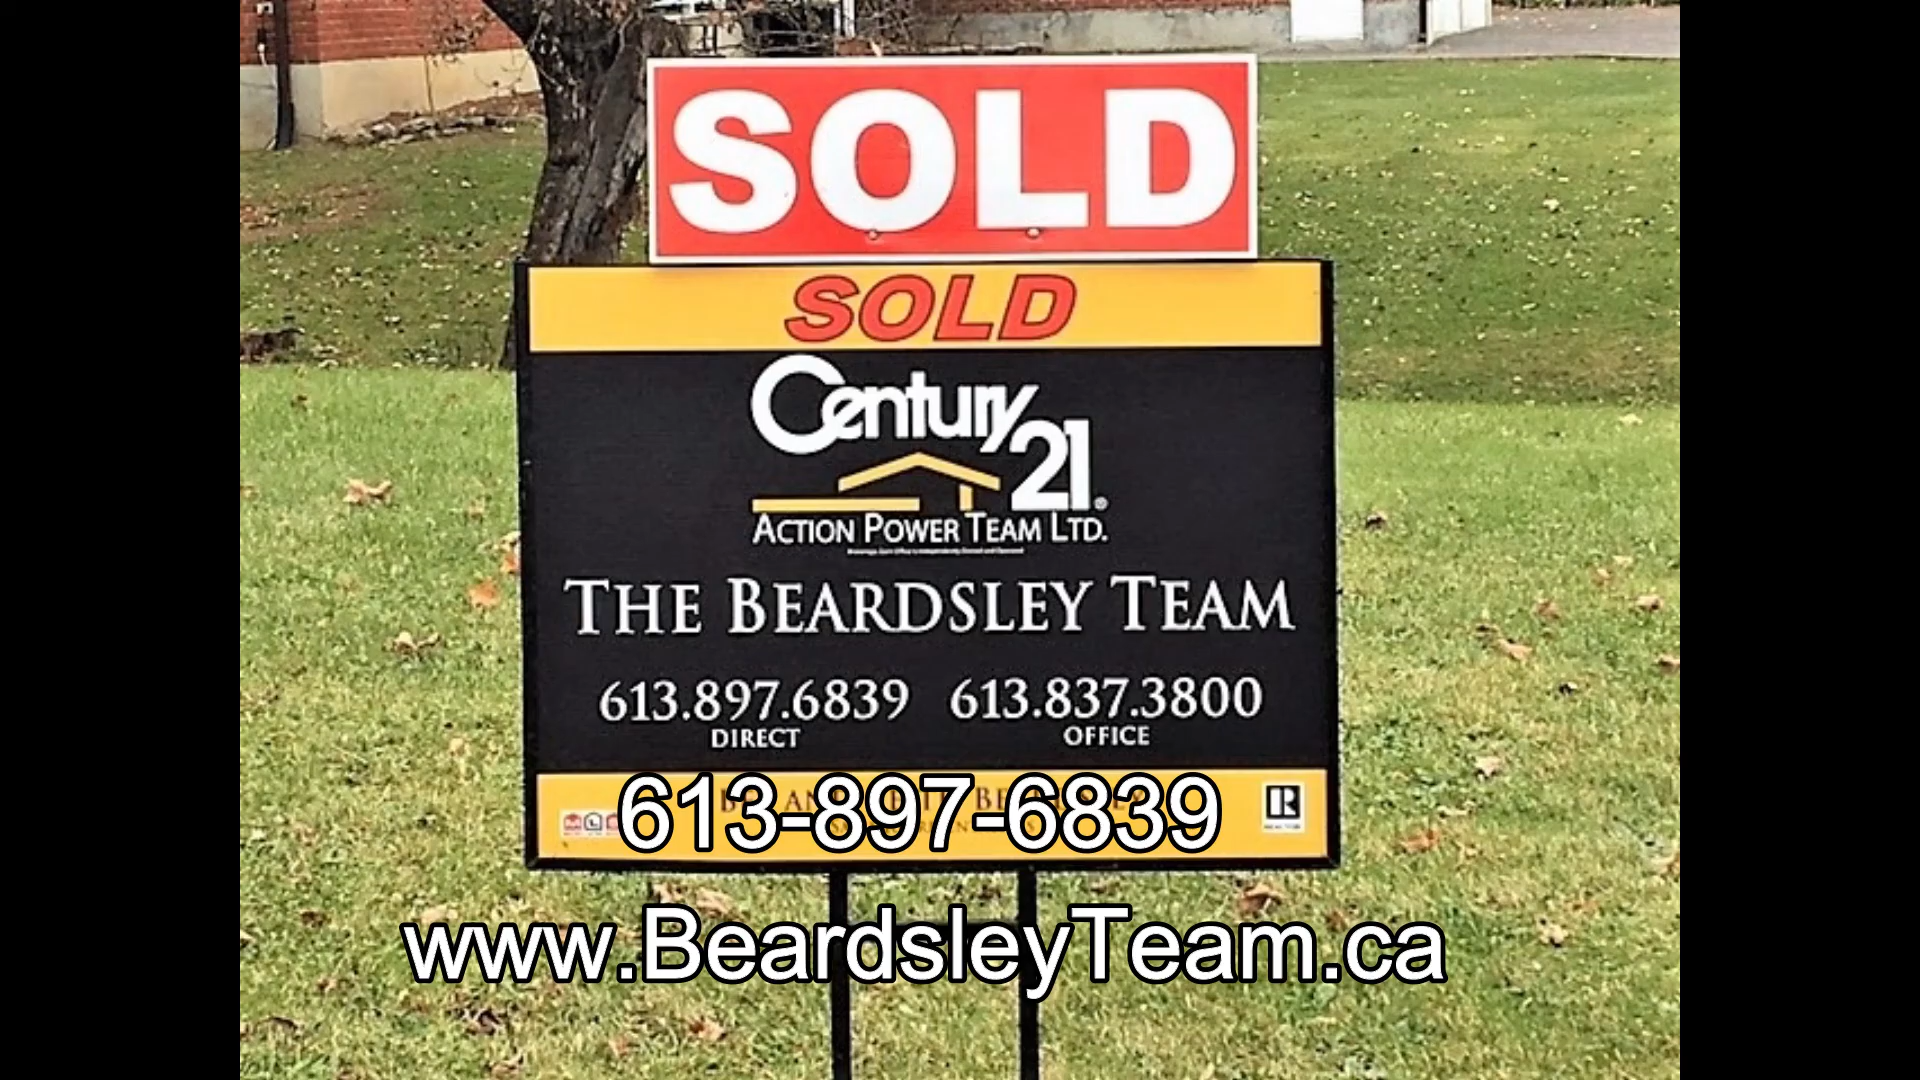 SOLD
SOLD
Century 21®
ACTION POWER TEAM LTD.
THE BEARDSLEY TEAM
613.897.6839 613.837.3800
DIRECT OFFICE
613-897-6839
www.BeardsleyTeam.ca